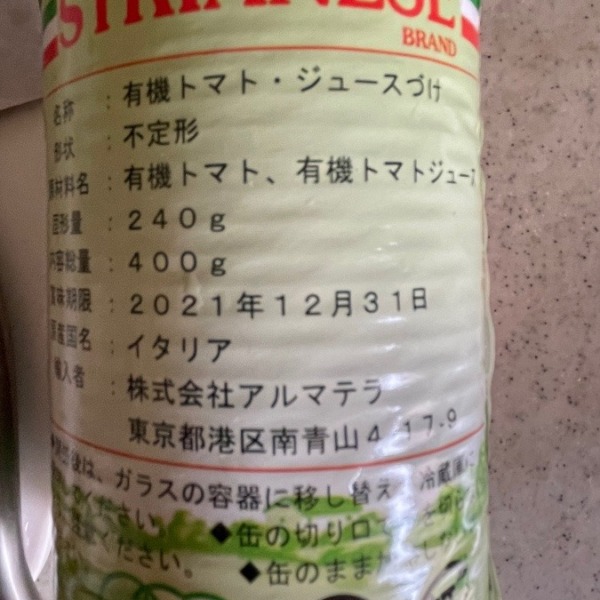 BRAND
名称 : 有機トマト・ジュースづけ
形状 : 不定形
原材料名 : 有機トマト、有機トマトジュース
固形量 : 240g
内容総量 : 400g
賞味期限 : 2021年12月31日
原産国名 : イタリア
輸入者 : 株式会社アルマテラ
東京都港区南青山4-17-9
後は、ガラスの容器に移し替え 冷蔵庫に
ください。 ◆缶の切り口で
ください。 ◆缶のまま